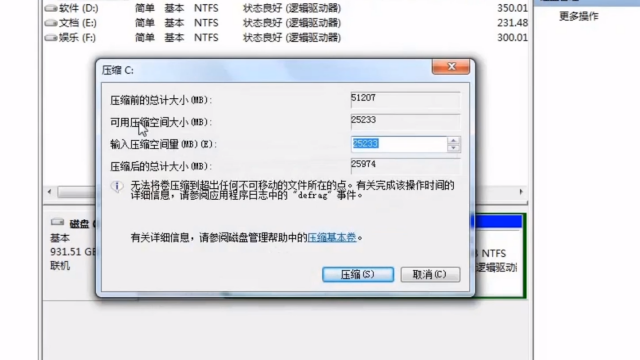 软件 (D:) 简单 基本 NTFS 状态良好 (逻辑驱动器) 350.01
更多操作
文档 (E:) 简单 基本 NTFS 状态良好 (逻辑驱动器) 231.48
娱乐 (F:) 简单 基本 NTFS 状态良好 (逻辑驱动器) 300.01
压缩 C:
压缩前的总计大小(MB): 51207
可用压缩空间大小(MB): 25233
输入压缩空间量(MB)(E): 25233
压缩后的总计大小(MB): 25974
无法将卷压缩到超出任何不可移动的文件所在的点。有关完成该操作时间的
详细信息，请参阅应用程序日志中的 "defrag" 事件。
磁盘
基本
931.51 GB
联机
有关详细信息，请参阅磁盘管理帮助中的压缩基本卷。
NTFS
逻辑驱动
压缩(S) 取消(C)